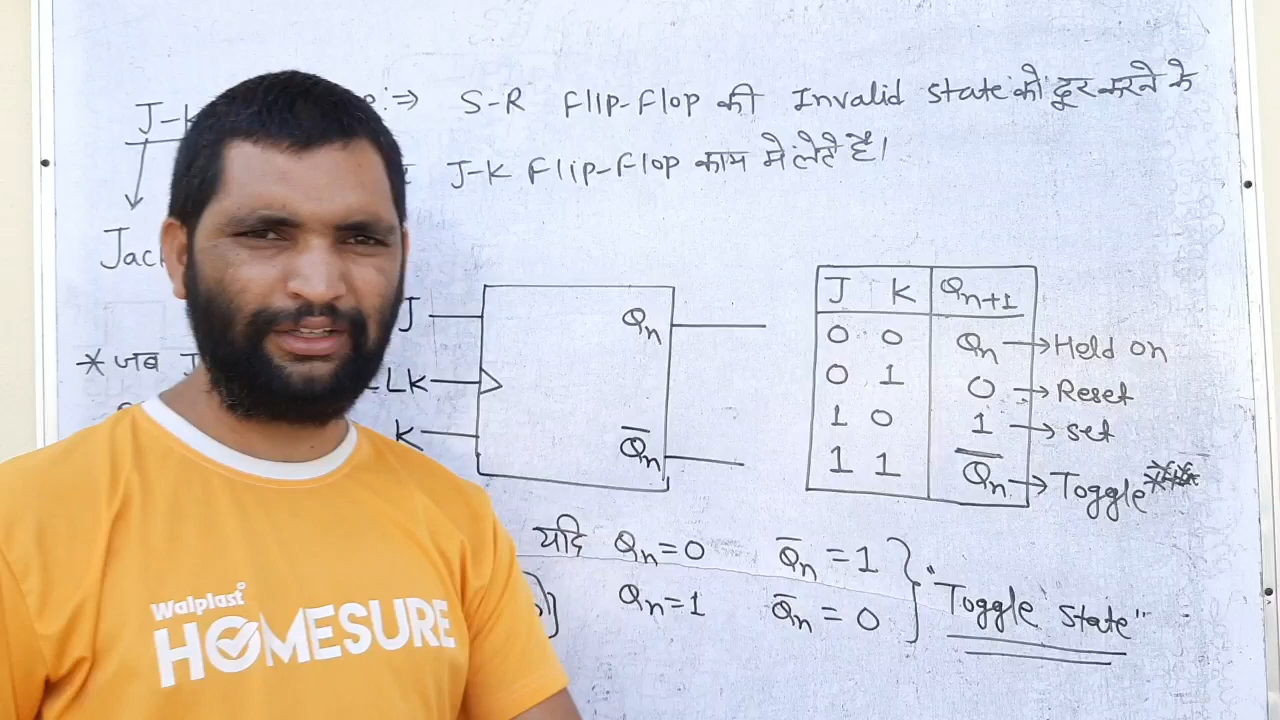 J-K :⇒ S-R Flip-Flop की Invalid State को दूर करने के
J-K Flip-Flop काम में लेते हैं।
Jac
J K Qn+1
0 0 Qn → Held on
0 1 0 → Reset
1 0 1 → set
1 1 Q̅n → Toggle***
J Qn
CLK
K Q̅n
* जब J
यदि Qn = 0 Q̅n = 1
Qn = 1 Q̅n = 0 } "Toggle State"
Walplast
HOMESURE